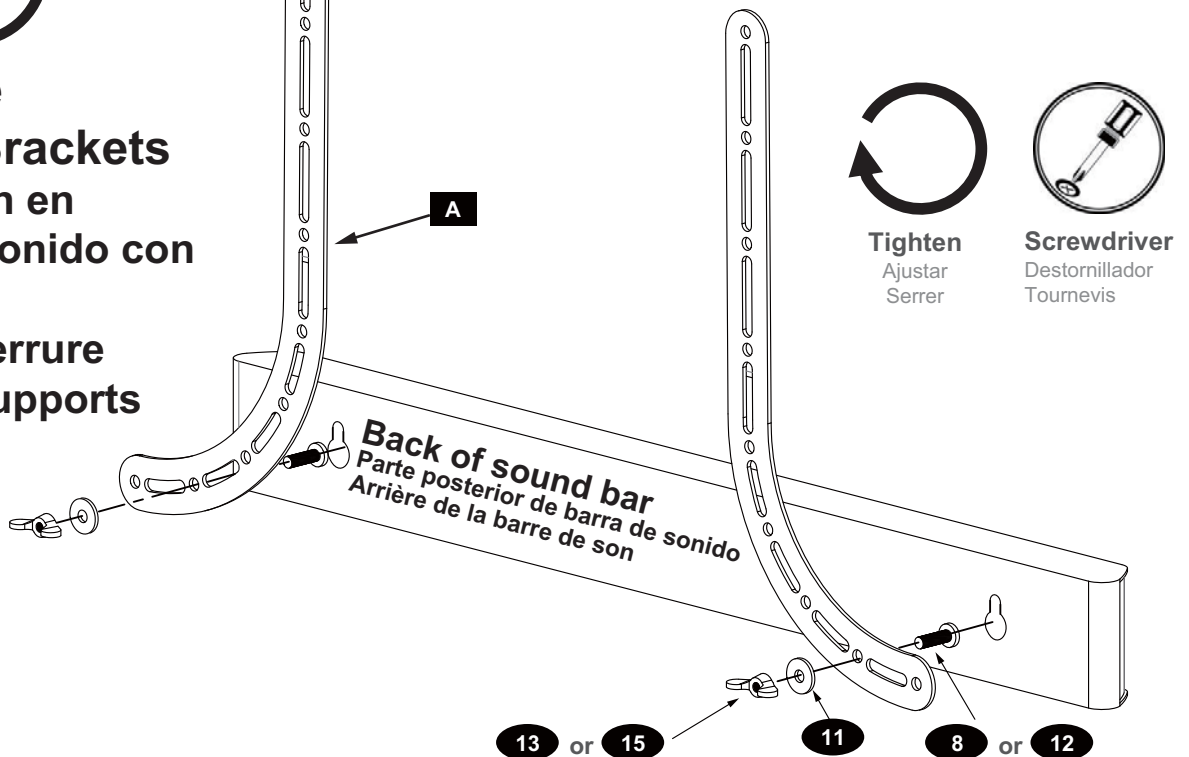 Brackets
n en
onido con
errure
upports
A
Tighten
Ajustar
Serrer
Screwdriver
Destornillador
Tournevis
Back of sound bar
Parte posterior de barra de sonido
Arrière de la barre de son
13 or 15
11
8 or 12